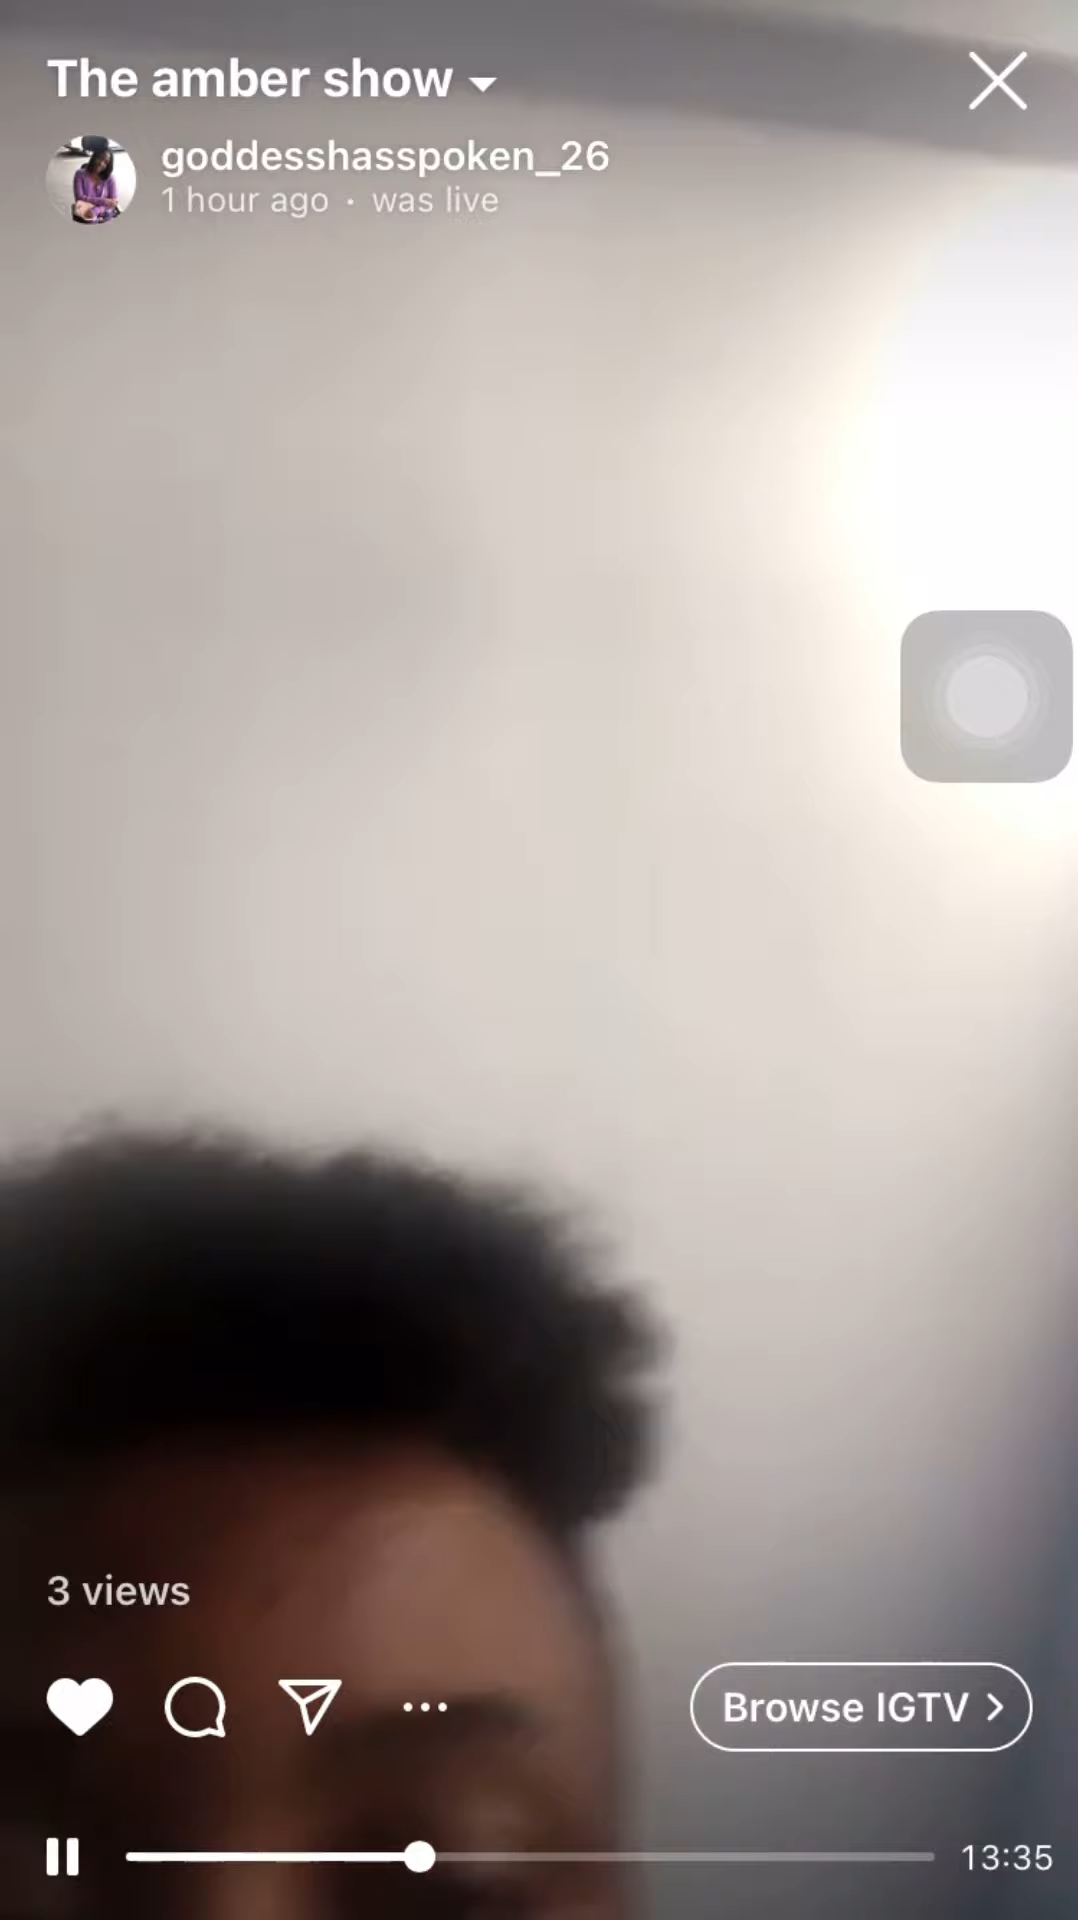 The amber show
goddesshasspoken_26
1 hour ago · was live
3 views
Browse IGTV
13:35